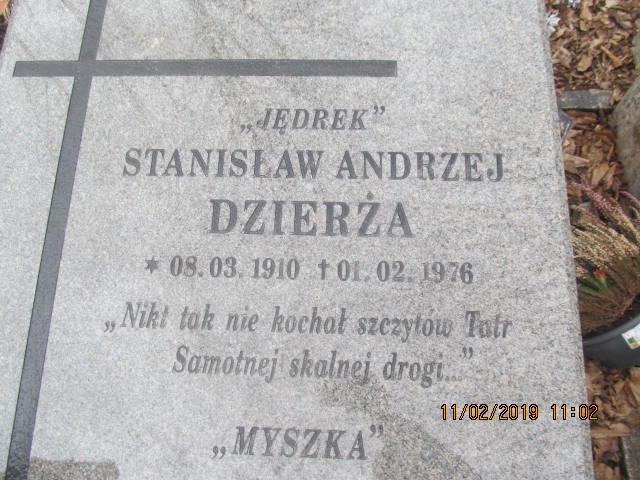 „JĘDREK”
STANISŁAW ANDRZEJ
DZIERŻA
★ 08.03.1910 † 01.02.1976
„Nikt tak nie kochał szczytów Tatr
Samotnej skalnej drogi...”
„MYSZKA”
11/02/2019 11:02